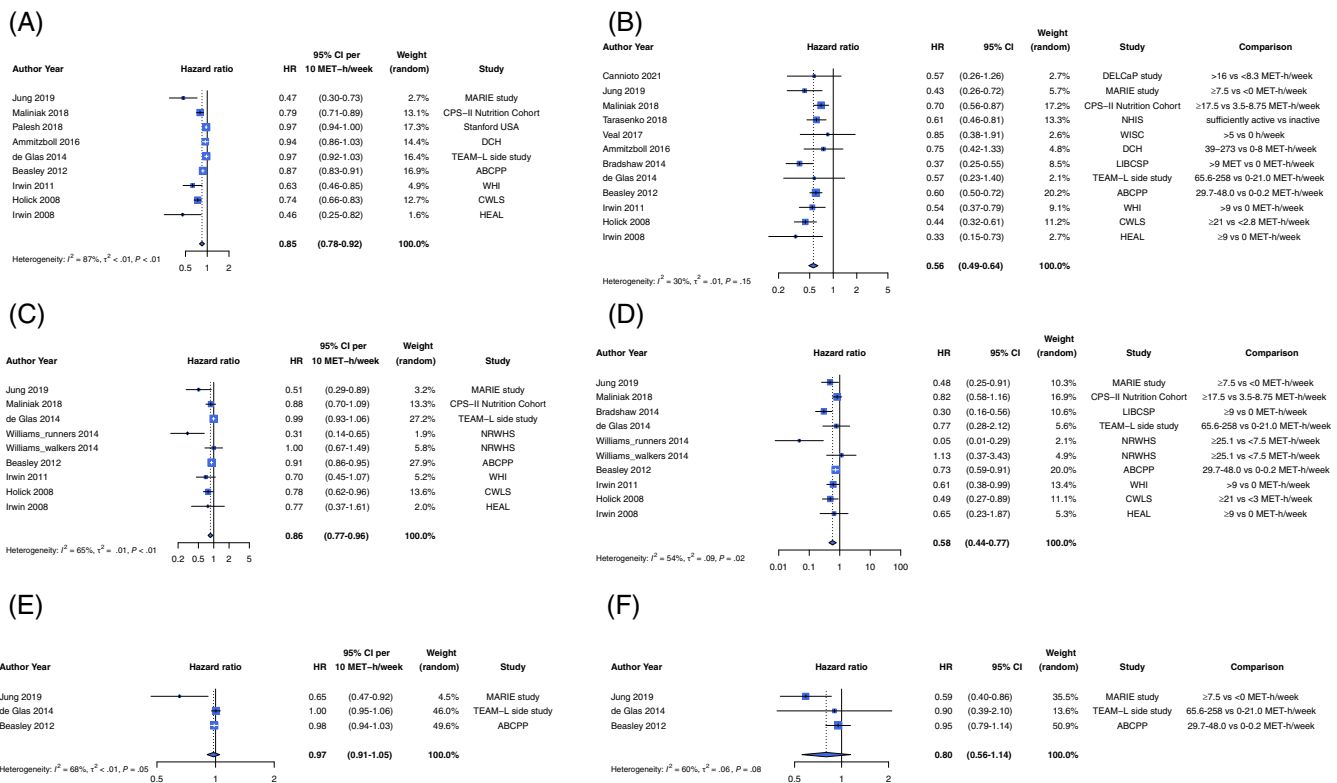 (A)
95% CI per Weight
Author Year Hazard ratio HR 10 MET−h/week (random) Study
Jung 2019 0.47 (0.30-0.73) 2.7% MARIE study
Maliniak 2018 0.79 (0.71-0.89) 13.1% CPS−II Nutrition Cohort
Palesh 2018 0.97 (0.94-1.00) 17.3% Stanford USA
Ammitzboll 2016 0.94 (0.86-1.03) 14.4% DCH
de Glas 2014 0.97 (0.92-1.03) 16.4% TEAM−L side study
Beasley 2012 0.87 (0.83-0.91) 16.9% ABCPP
Irwin 2011 0.63 (0.46-0.85) 4.9% WHI
Holick 2008 0.74 (0.66-0.83) 12.7% CWLS
Irwin 2008 0.46 (0.25-0.82) 1.6% HEAL
0.85 (0.78-0.92) 100.0%
Heterogeneity: I² = 87%, τ² < .01, P < .01
0.5 1 2
(B)
Weight
Hazard ratio HR 95% CI (random) Study Comparison
Author Year
Cannioto 2021 0.57 (0.26-1.26) 2.7% DELCaP study >16 vs <8.3 MET-h/week
Jung 2019 0.43 (0.26-0.72) 5.7% MARIE study ≥7.5 vs <0 MET-h/week
Maliniak 2018 0.70 (0.56-0.87) 17.2% CPS−II Nutrition Cohort ≥17.5 vs 3.5-8.75 MET-h/week
Tarasenko 2018 0.61 (0.46-0.81) 13.3% NHIS sufficiently active vs inactive
Veal 2017 0.85 (0.38-1.91) 2.6% WISC >5 vs 0 h/week
Ammitzboll 2016 0.75 (0.42-1.33) 4.8% DCH 39−273 vs 0-8 MET-h/week
Bradshaw 2014 0.37 (0.25-0.55) 8.5% LIBCSP >9 MET vs 0 MET-h/week
de Glas 2014 0.57 (0.23-1.40) 2.1% TEAM−L side study 65.6-258 vs 0-21.0 MET-h/week
Beasley 2012 0.60 (0.50-0.72) 20.2% ABCPP 29.7-48.0 vs 0-0.2 MET-h/week
Irwin 2011 0.54 (0.37-0.79) 9.1% WHI >9 vs 0 MET-h/week
Holick 2008 0.44 (0.32-0.61) 11.2% CWLS ≥21 vs <2.8 MET-h/week
Irwin 2008 0.33 (0.15-0.73) 2.7% HEAL ≥9 vs 0 MET-h/week
0.56 (0.49-0.64) 100.0%
Heterogeneity: I² = 30%, τ² = .01, P = .15
0.2 0.5 1 2 5
(C)
95% CI per Weight
Author Year Hazard ratio HR 10 MET−h/week (random) Study
Jung 2019 0.51 (0.29-0.89) 3.2% MARIE study
Maliniak 2018 0.88 (0.70-1.09) 13.3% CPS−II Nutrition Cohort
de Glas 2014 0.99 (0.93-1.06) 27.2% TEAM−L side study
Williams_runners 2014 0.31 (0.14-0.65) 1.9% NRWHS
Williams_walkers 2014 1.00 (0.67-1.49) 5.8% NRWHS
Beasley 2012 0.91 (0.86-0.95) 27.9% ABCPP
Irwin 2011 0.70 (0.45-1.07) 5.2% WHI
Holick 2008 0.78 (0.62-0.96) 13.6% CWLS
Irwin 2008 0.77 (0.37-1.61) 2.0% HEAL
0.86 (0.77-0.96) 100.0%
Heterogeneity: I² = 65%, τ² = .01, P < .01
0.2 0.5 1 2 5
(D)
Weight
Author Year Hazard ratio HR 95% CI (random) Study Comparison
Jung 2019 0.48 (0.25-0.91) 10.3% MARIE study ≥7.5 vs <0 MET-h/week
Maliniak 2018 0.82 (0.58-1.16) 16.9% CPS−II Nutrition Cohort ≥17.5 vs 3.5-8.75 MET-h/week
Bradshaw 2014 0.30 (0.16-0.56) 10.6% LIBCSP ≥9 vs 0 MET-h/week
de Glas 2014 0.77 (0.28-2.12) 5.6% TEAM−L side study 65.6-258 vs 0-21.0 MET-h/week
Williams_runners 2014 0.05 (0.01-0.29) 2.1% NRWHS ≥25.1 vs <7.5 MET-h/week
Williams_walkers 2014 1.13 (0.37-3.43) 4.9% NRWHS ≥25.1 vs <7.5 MET-h/week
Beasley 2012 0.73 (0.59-0.91) 20.0% ABCPP 29.7-48.0 vs 0-0.2 MET-h/week
Irwin 2011 0.61 (0.38-0.99) 13.4% WHI >9 vs 0 MET-h/week
Holick 2008 0.49 (0.27-0.89) 11.1% CWLS ≥21 vs <3 MET-h/week
Irwin 2008 0.65 (0.23-1.87) 5.3% HEAL ≥9 vs 0 MET-h/week
0.58 (0.44-0.77) 100.0%
Heterogeneity: I² = 54%, τ² = .09, P = .02
0.01 0.1 1 10 100
(E)
95% CI per Weight
Author Year Hazard ratio HR 10 MET−h/week (random) Study
Jung 2019 0.65 (0.47-0.92) 4.5% MARIE study
de Glas 2014 1.00 (0.95-1.06) 46.0% TEAM−L side study
Beasley 2012 0.98 (0.94-1.03) 49.6% ABCPP
0.97 (0.91-1.05) 100.0%
Heterogeneity: I² = 68%, τ² < .01, P = .05
0.5 1 2
(F)
Weight
Author Year Hazard ratio HR 95% CI (random) Study Comparison
Jung 2019 0.59 (0.40-0.86) 35.5% MARIE study ≥7.5 vs <0 MET-h/week
de Glas 2014 0.90 (0.39-2.10) 13.6% TEAM−L side study 65.6-258 vs 0-21.0 MET-h/week
Beasley 2012 0.95 (0.79-1.14) 50.9% ABCPP 29.7-48.0 vs 0-0.2 MET-h/week
0.80 (0.56-1.14) 100.0%
Heterogeneity: I² = 60%, τ² = .06 , P = .08
0.5 1 2